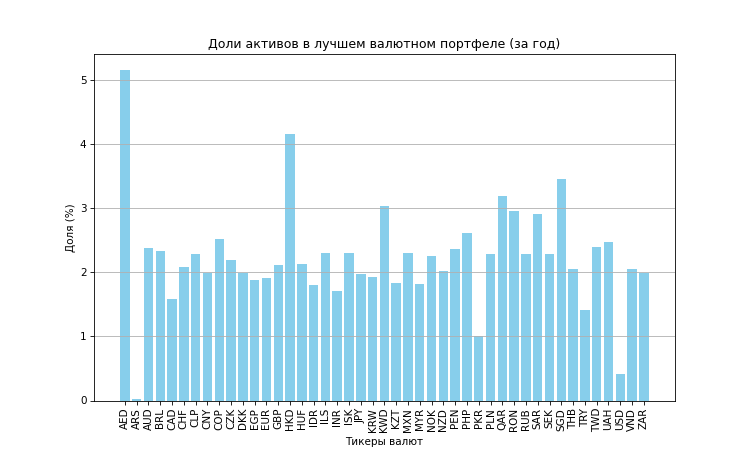 Доли активов в лучшем валютном портфеле (за год)
Доля (%)
5
4
3
2
1
0
AED ARS AUD BRL CAD CHF CLP CNY COP CZK DKK EGP EUR GBP HKD HUF IDR ILS INR ISK JPY KRW KWD KZT MXN MYR NOK NZD PEN PHP PKR PLN QAR RON RUB SAR SEK SGD THB TRY TWD UAH USD VND ZAR
Тикеры валют